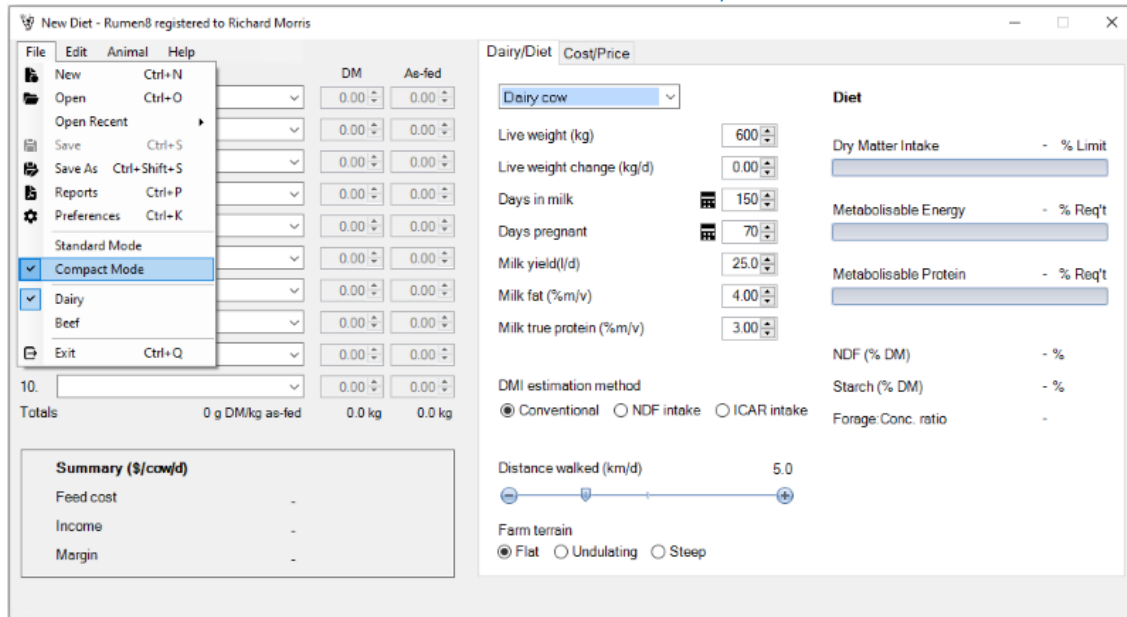 New Diet - Rumen8 registered to Richard Morris
File Edit Animal Help
New Ctrl+N
Open Ctrl+O
Open Recent
Save Ctrl+S
Save As Ctrl+Shift+S
Reports Ctrl+P
Preferences Ctrl+K
Standard Mode
Compact Mode
Dairy
Beef
Exit Ctrl+Q
DM As-fed
0.00 0.00
0.00 0.00
0.00 0.00
0.00 0.00
0.00 0.00
0.00 0.00
0.00 0.00
0.00 0.00
0.00 0.00
10. 0.00 0.00
Totals 0 g DM/kg as-fed 0.0 kg 0.0 kg
Summary ($/cow/d)
Feed cost -
Income -
Margin -
Dairy/Diet Cost/Price
Dairy cow
Live weight (kg) 600
Live weight change (kg/d) 0.00
Days in milk 150
Days pregnant 70
Milk yield(l/d) 25.0
Milk fat (%m/v) 4.00
Milk true protein (%m/v) 3.00
DMI estimation method
Conventional NDF intake ICAR intake
Distance walked (km/d) 5.0
Farm terrain
Flat Undulating Steep
Diet
Dry Matter Intake - % Limit
Metabolisable Energy - % Req't
Metabolisable Protein - % Req't
NDF (% DM) - %
Starch (% DM) - %
Forage:Conc. ratio -